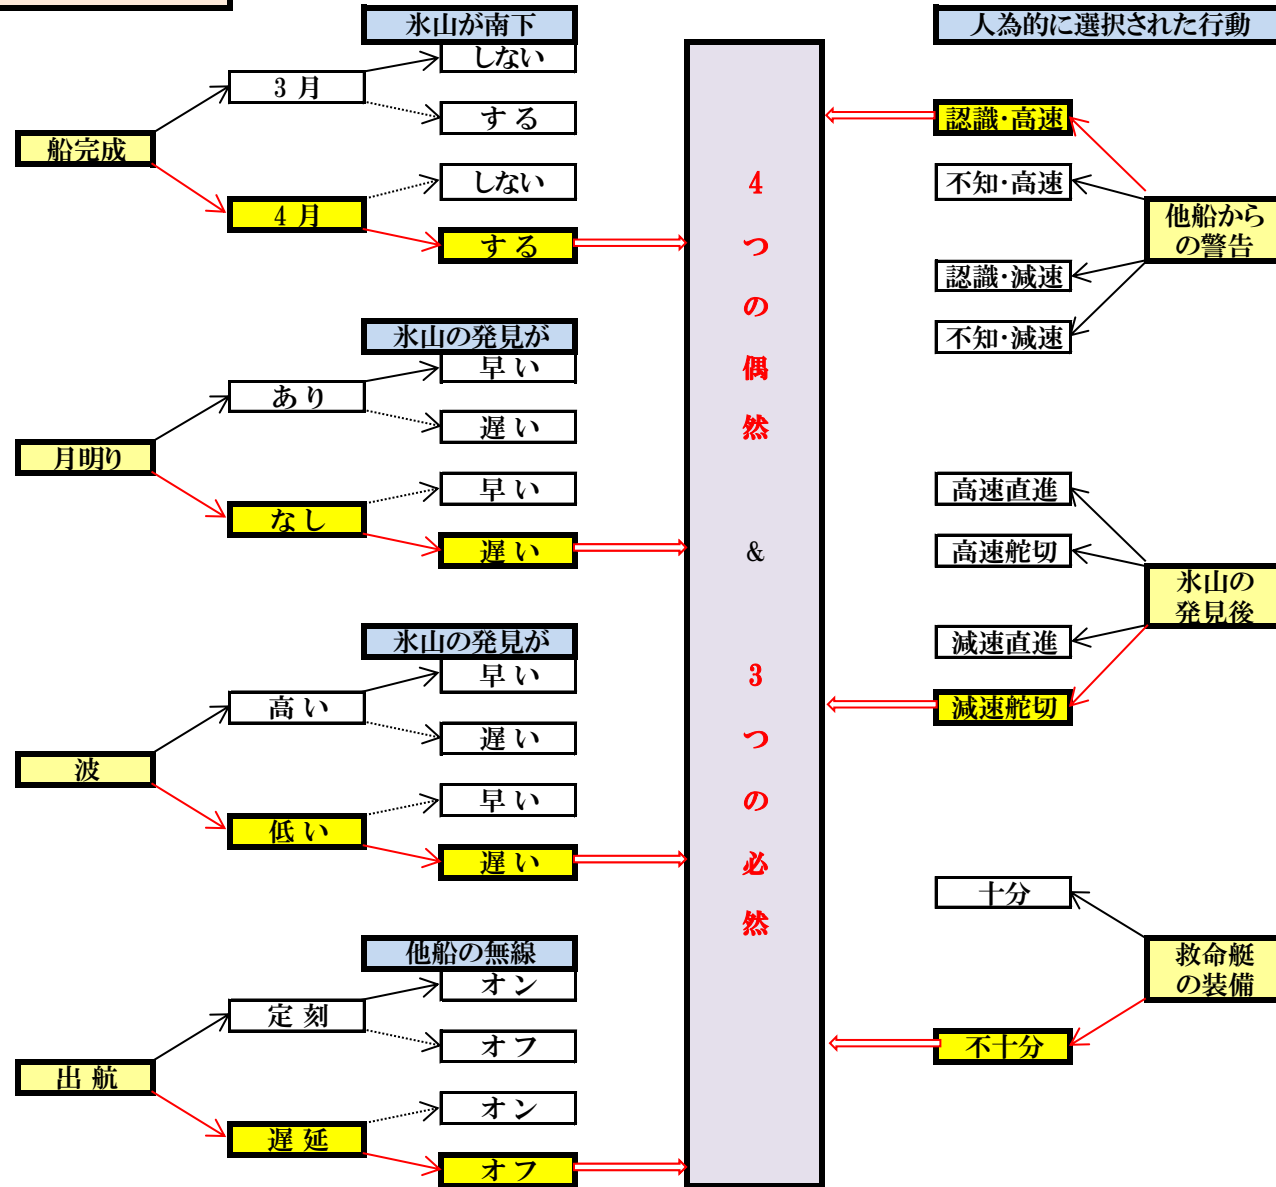 氷山が南下
しない
3 月
する
船完成
しない
4 月
する
氷山の発見が
早 い
あ り
遅 い
月明り
早 い
な し
遅 い
氷山の発見が
早 い
高 い
遅 い
波
早 い
低 い
遅 い
他船の無線
オ ン
定 刻
オ フ
出 航
オ ン
遅 延
オ フ
4
つ
の
偶
然
&
3
つ
の
必
然
人為的に選択された行動
認識・高速
不知・高速
他船から
の警告
認識・減速
不知・減速
高速直進
高速舵切
氷山の
発見後
減速直進
減速舵切
十分
救命艇
の装備
不十分